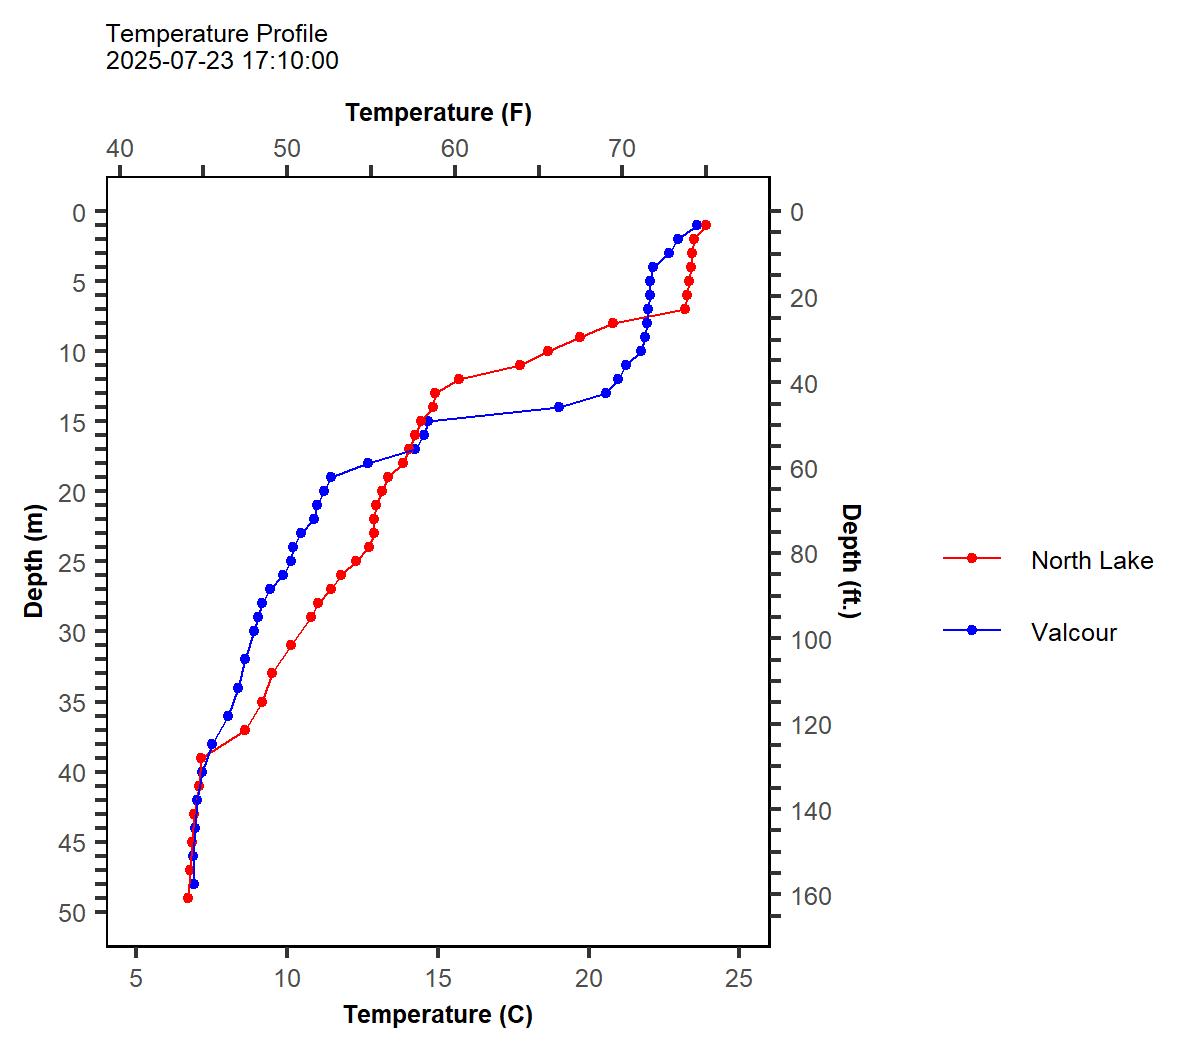 Temperature Profile
2025-07-23 17:10:00
Temperature (F)
40 50 60 70
0
5
10
15
20
25
30
35
40
45
50
Depth (m)
0
20
40
60
80
100
120
140
160
Depth (ft.)
North Lake
Valcour
5 10 15 20 25
Temperature (C)